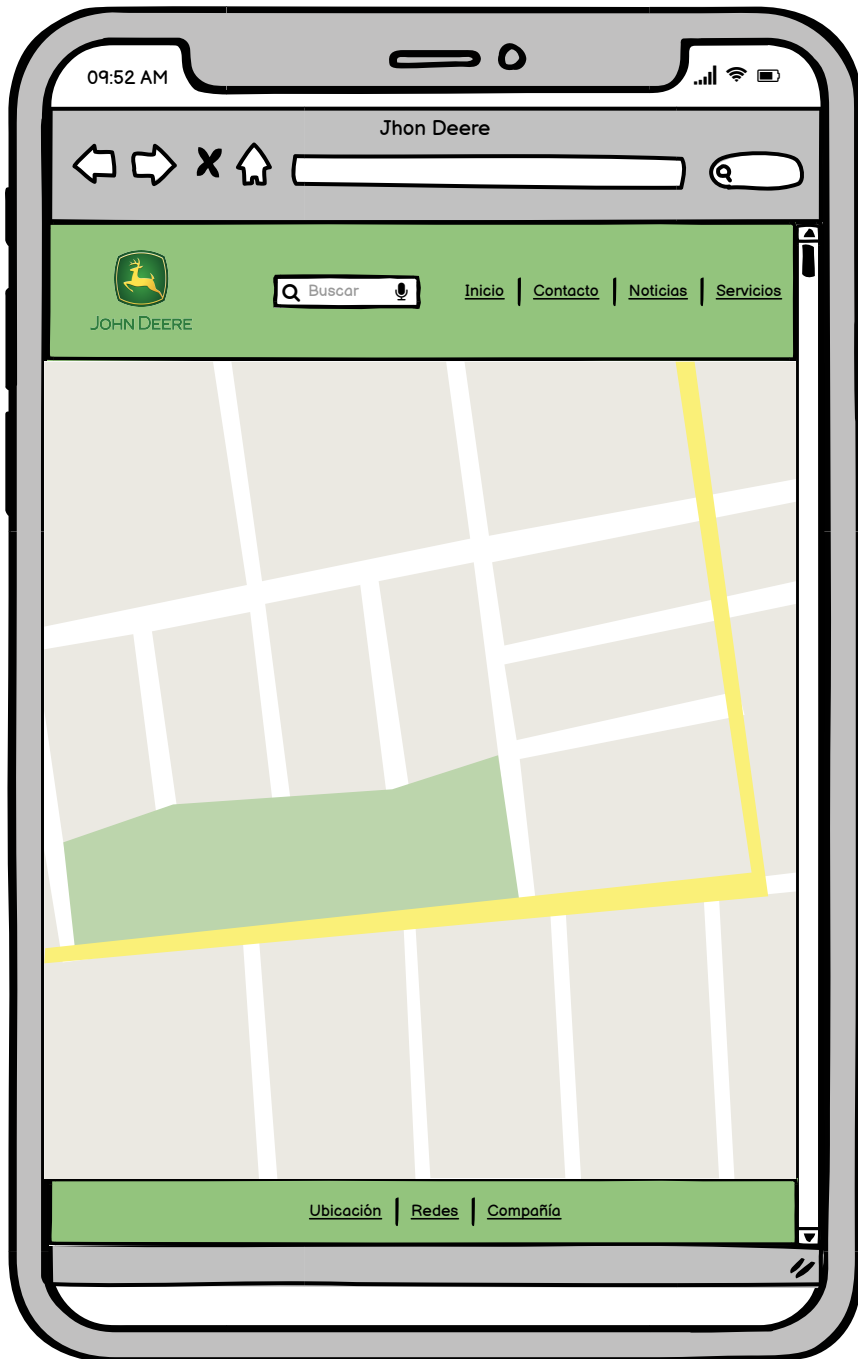 09:52 AM
Jhon Deere
Buscar
Inicio
Contacto
Noticias
Servicios
JOHN DEERE
Ubicación
Redes
Compañía